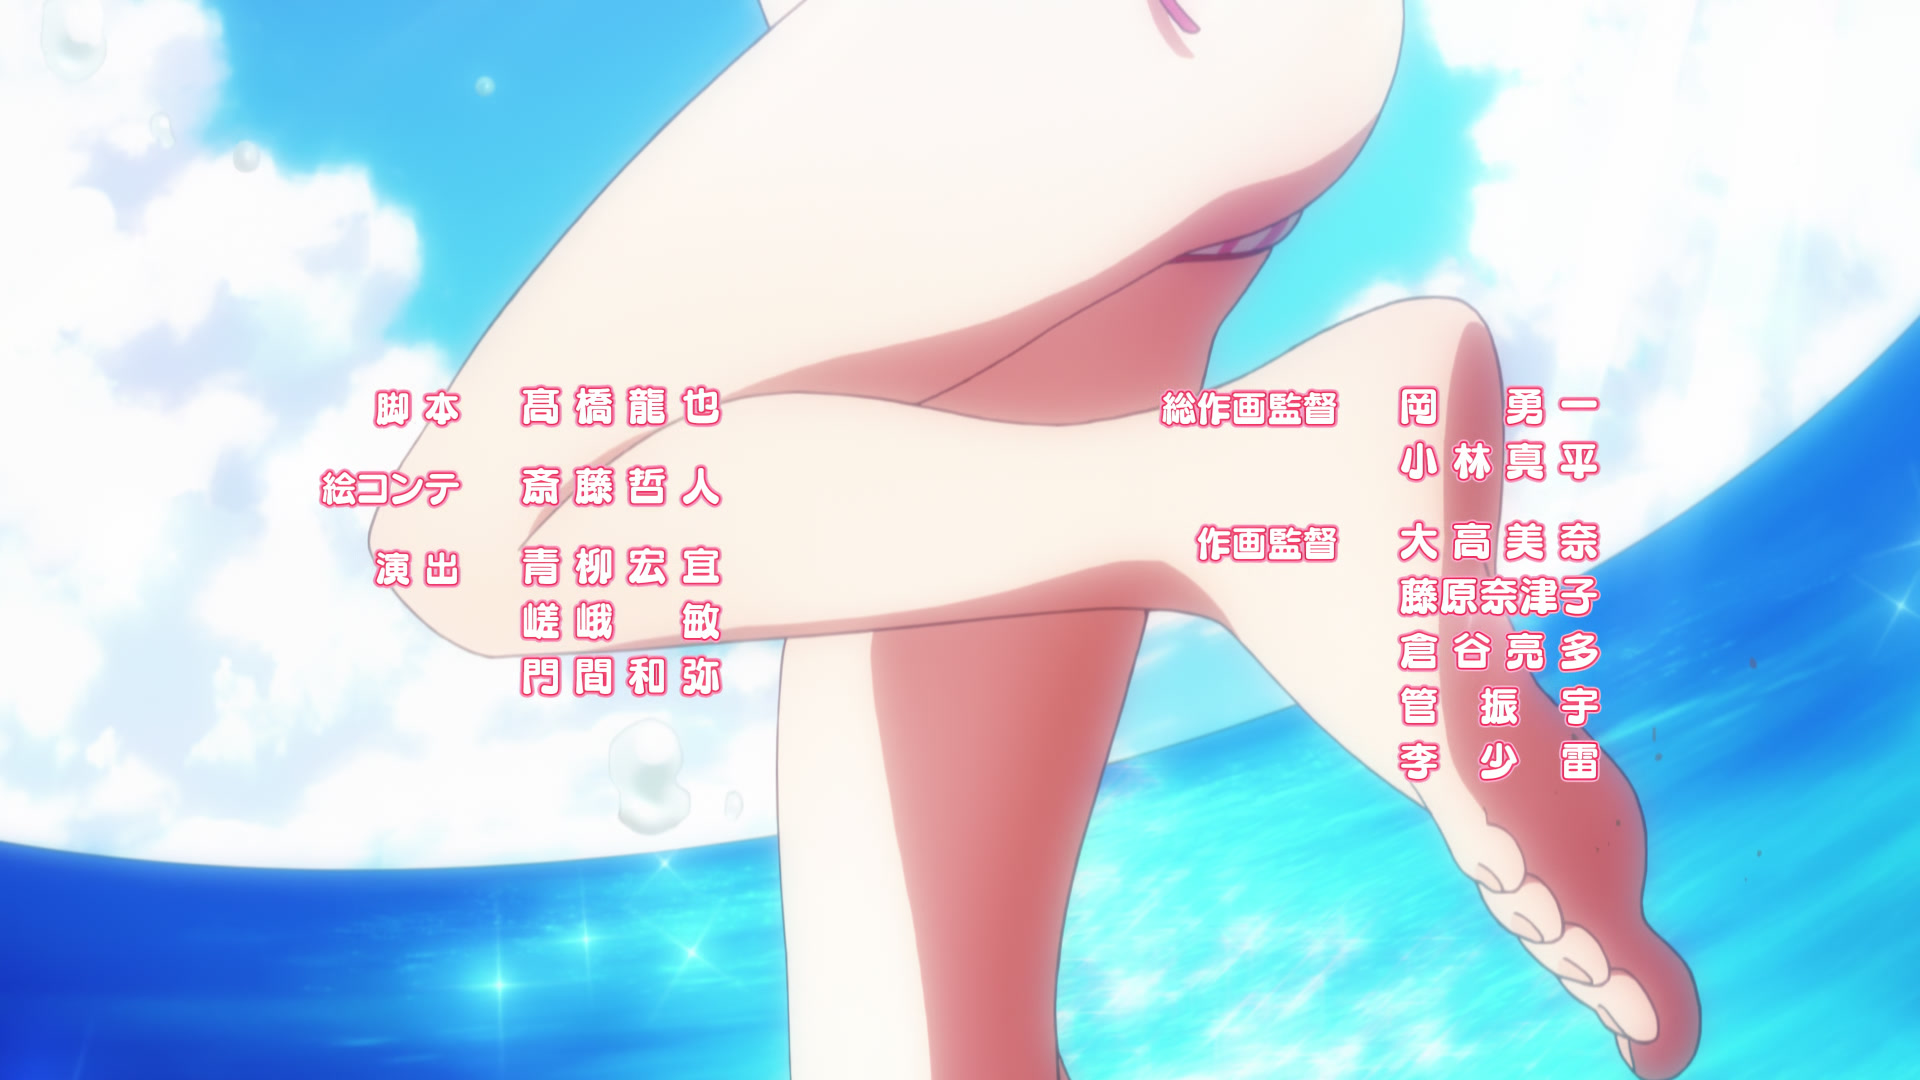 脚本 髙橋龍也
絵コンテ 斎藤哲人
演出 青柳宏宜
嵯峨 敏
門間和弥
総作画監督 岡 勇一
小林真平
作画監督 大高美奈
藤原奈津子
倉谷亮多
管 振 宇
李 少 雷